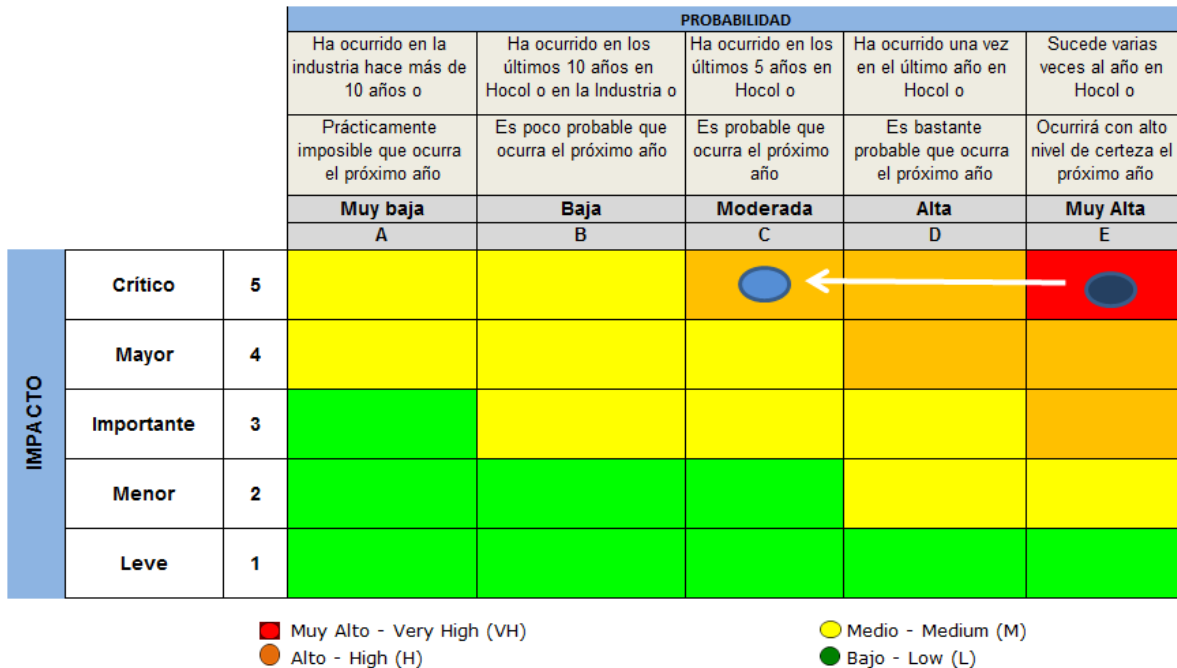 PROBABILIDAD
Ha ocurrido en la
industria hace más de
10 años o
Ha ocurrido en los
últimos 10 años en
Hocol o en la Industria o
Ha ocurrido en los
últimos 5 años en
Hocol o
Ha ocurrido una vez
en el último año en
Hocol o
Sucede varias
veces al año en
Hocol o
Prácticamente
imposible que ocurra
el próximo año
Es poco probable que
ocurra el próximo año
Es probable que
ocurra el próximo
año
Es bastante
probable que ocurra
el próximo año
Ocurrirá con alto
nivel de certeza el
próximo año
Muy baja
Baja
Moderada
Alta
Muy Alta
A
B
C
D
E
IMPACTO
Crítico
5
Mayor
4
Importante
3
Menor
2
Leve
1
Muy Alto - Very High (VH)
Alto - High (H)
Medio - Medium (M)
Bajo - Low (L)